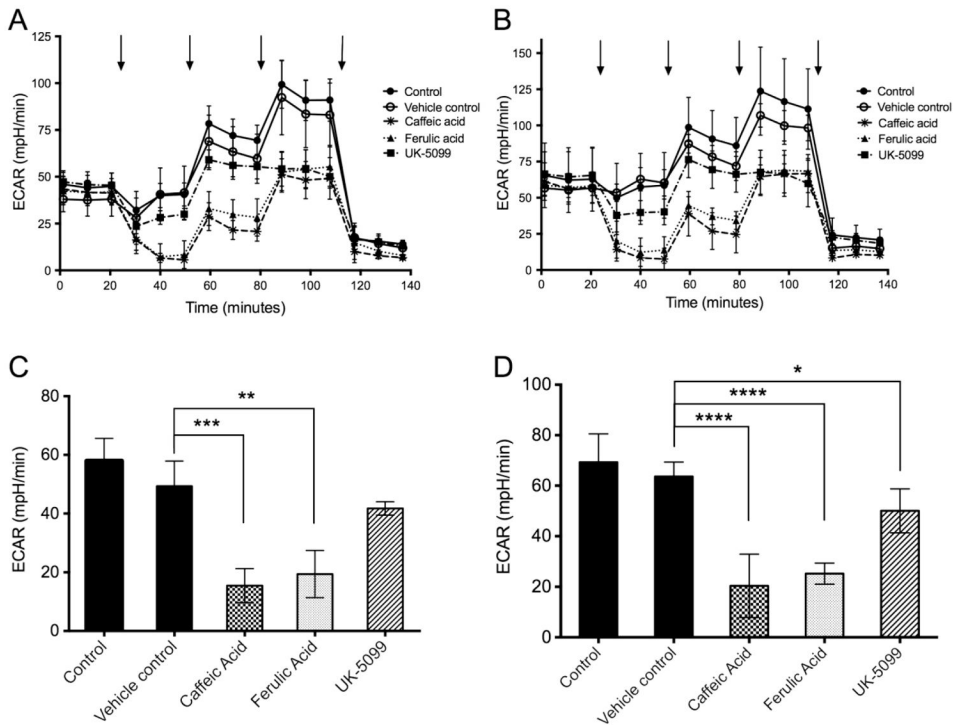 A
125
100
75
50
25
0
ECAR (mpH/min)
0 20 40 60 80 100 120 140
Time (minutes)
Control
Vehicle control
Caffeic acid
Ferulic acid
UK-5099
B
150
125
100
75
50
25
0
ECAR (mpH/min)
0 20 40 60 80 100 120 140
Time (minutes)
Control
Vehicle control
Caffeic acid
Ferulic acid
UK-5099
C
80
60
40
20
0
ECAR (mpH/min)
**
***
Control
Vehicle control
Caffeic Acid
Ferulic Acid
UK-5099
D
100
80
60
40
20
0
ECAR (mpH/min)
*
****
****
Control
Vehicle control
Caffeic Acid
Ferulic Acid
UK-5099